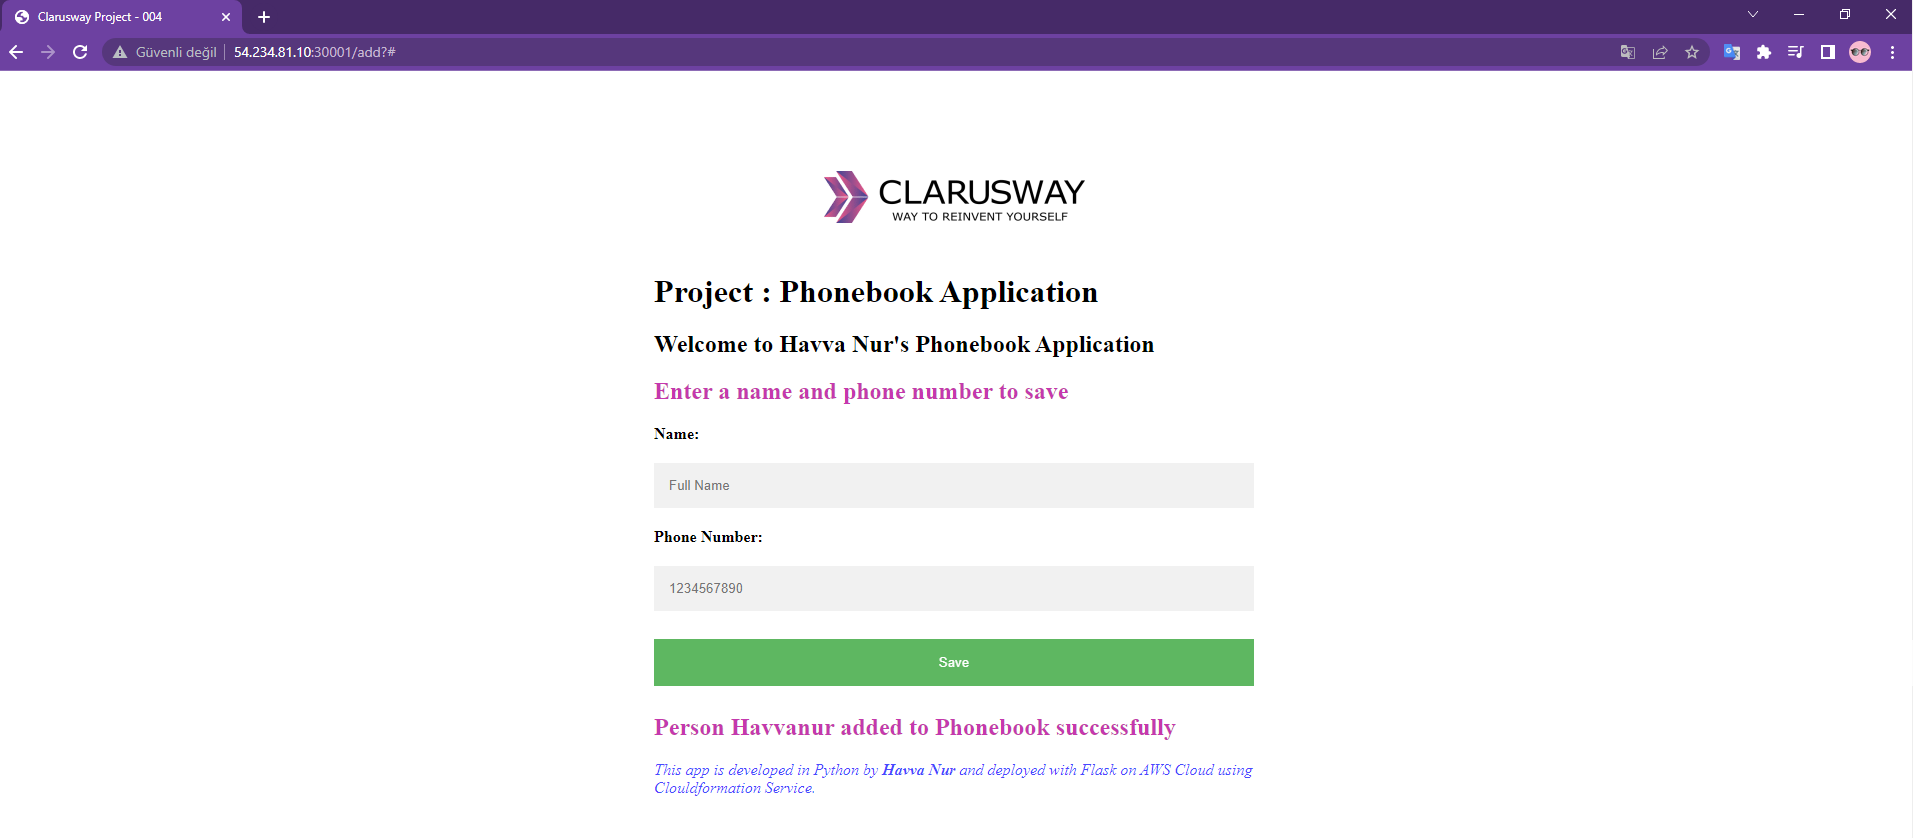 Clarusway Project - 004
Güvenli değil 54.234.81.10:30001/add?#
CLARUSWAY
WAY TO REINVENT YOURSELF
Project : Phonebook Application
Welcome to Havva Nur's Phonebook Application
Enter a name and phone number to save
Name:
Full Name
Phone Number:
1234567890
Save
Person Havvanur added to Phonebook successfully
This app is developed in Python by Havva Nur and deployed with Flask on AWS Cloud using
Clouldformation Service.